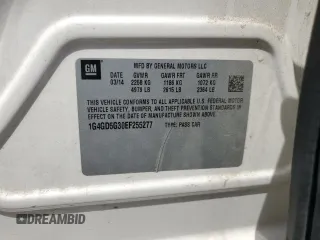 GM
MFD BY GENERAL MOTORS LLC
DATE GVWR GAWR FRT GAWR RR
03/14 2258 KG 1186 KG 1072 KG
4978 LB 2615 LB 2364 LB
THIS VEHICLE CONFORMS TO ALL APPLICABLE U.S. FEDERAL MOTOR VEHICLE SAFETY, BUMPER, AND THEFT PREVENTION STANDARDS IN EFFECT ON THE DATE OF MANUFACTURE SHOWN ABOVE.
1G4GD5G30EF255277 TYPE: PASS CAR
DREAMBID